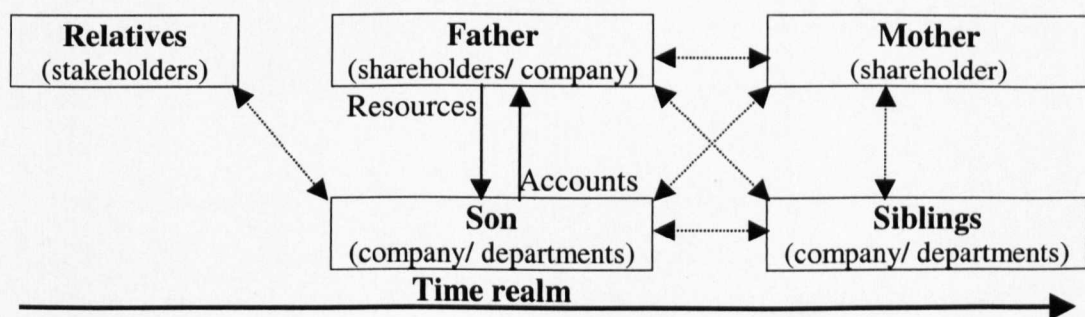 Relatives
(stakeholders)
Father
(shareholders/ company)
Mother
(shareholder)
Resources
Accounts
Son
(company/ departments)
Siblings
(company/ departments)
Time realm